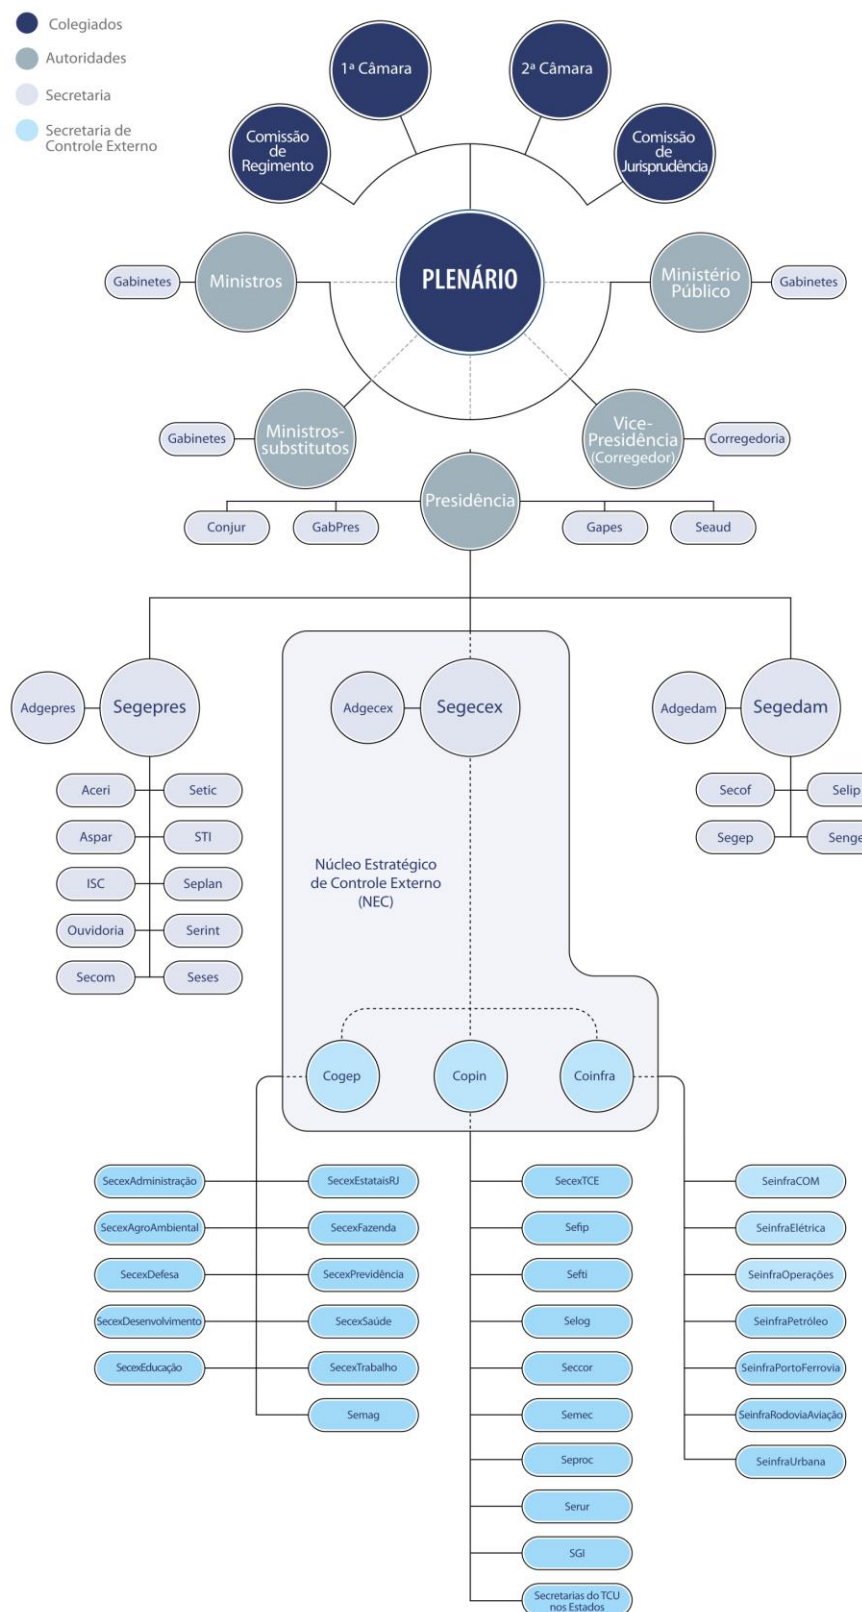 Colegiados
Autoridades
Secretaria
Secretaria de
Controle Externo
1ª Câmara
2ª Câmara
Comissão
de
Regimento
Comissão
de
Jurisprudência
PLENÁRIO
Gabinetes
Ministros
Ministério
Público
Gabinetes
Gabinetes
Ministros-
substitutos
Vice-
Presidência
(Corregedor)
Corregedoria
Presidência
Conjur
GabPres
Gapes
Seaud
Adgepres
Segepres
Adgecex
Segecex
Adgedam
Segedam
Aceri
Setic
Aspar
STI
ISC
Seplan
Ouvidoria
Serint
Secom
Seses
Secof
Selip
Segep
Senge
Núcleo Estratégico
de Controle Externo
(NEC)
Cogep
Copin
Coinfra
SecexAdministração
SecexEstataisRJ
SecexAgroAmbiental
SecexFazenda
SecexDefesa
SecexPrevidência
SecexDesenvolvimento
SecexSaúde
SecexEducação
SecexTrabalho
Semag
SecexTCE
Sefip
Sefti
Selog
Seccor
Semec
Seproc
Serur
SGI
Secretarias do TCU
nos Estados
SeinfraCOM
SeinfraElétrica
SeinfraOperações
SeinfraPetróleo
SeinfraPortoFerrovia
SeinfraRodoviaAviação
SeinfraUrbana